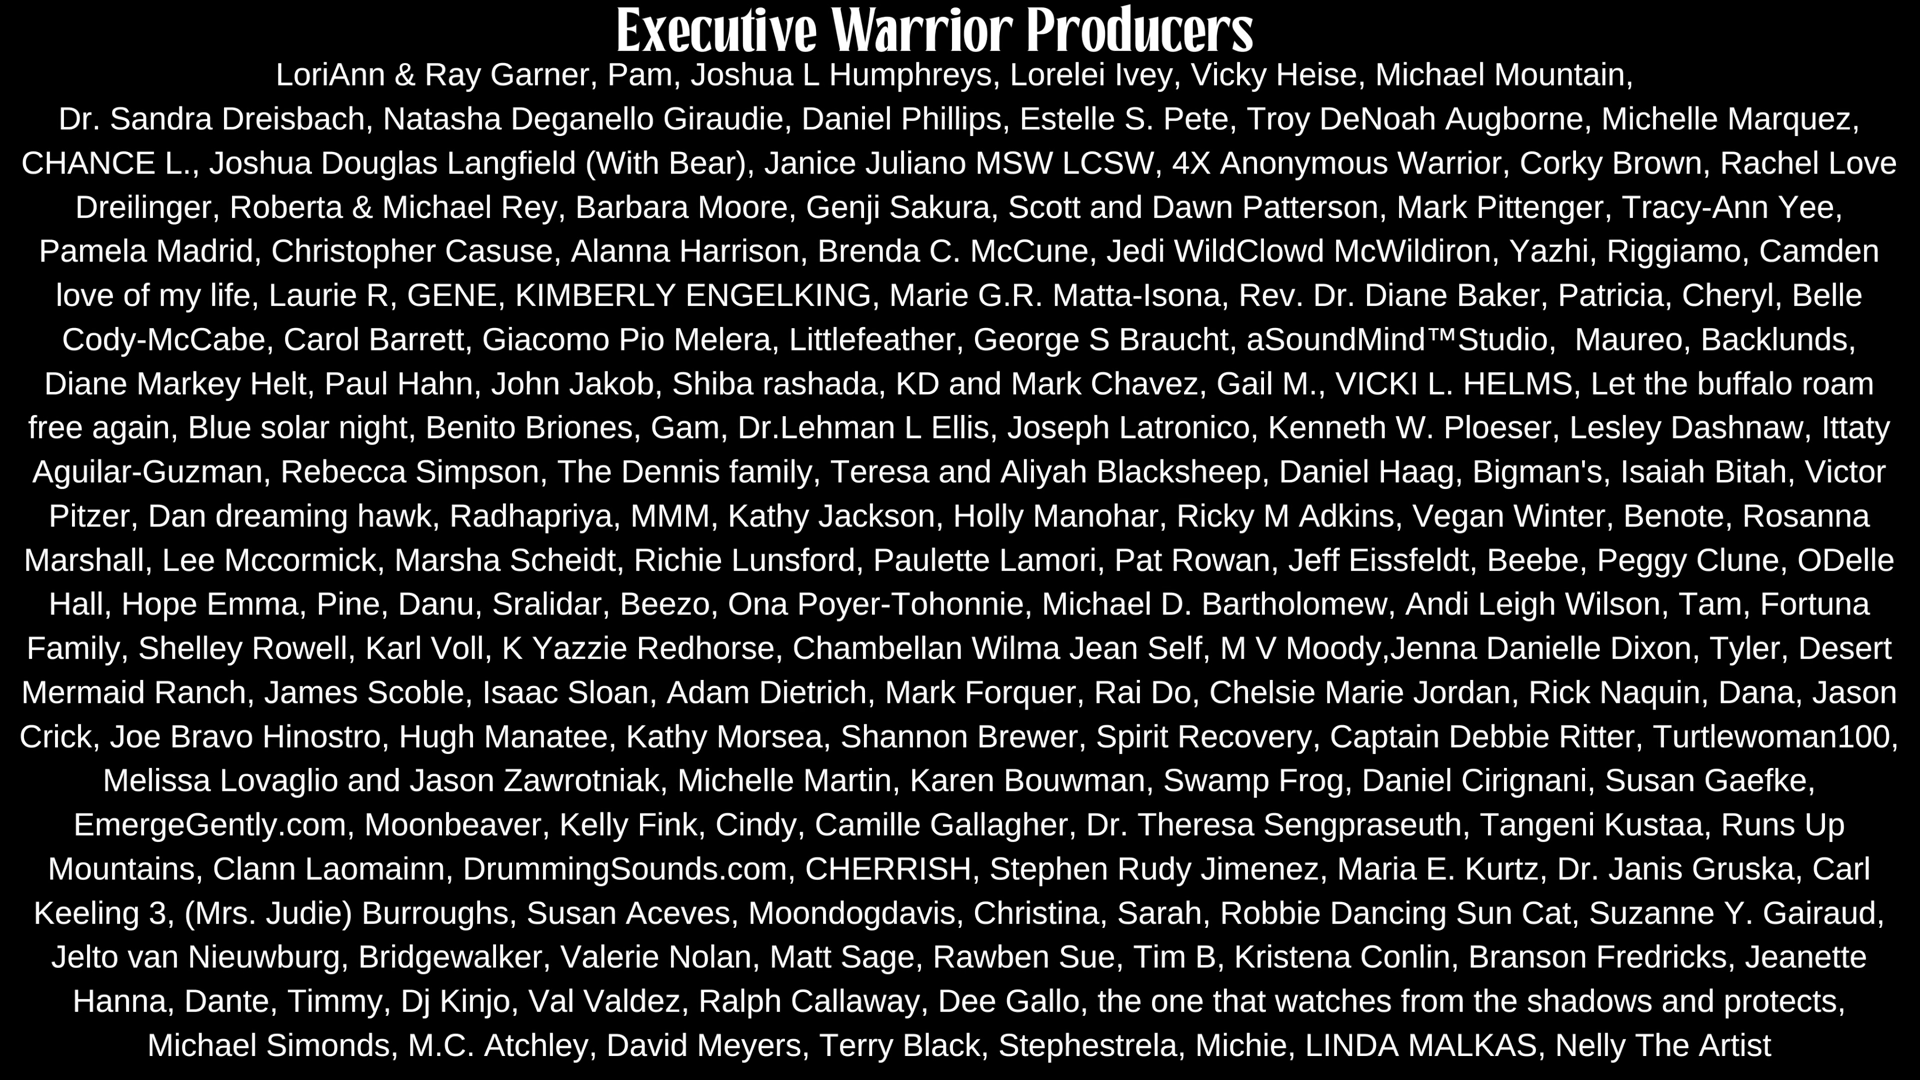 Executive Warrior Producers
LoriAnn & Ray Garner, Pam, Joshua L Humphreys, Lorelei Ivey, Vicky Heise, Michael Mountain,
Dr. Sandra Dreisbach, Natasha Deganello Giraudie, Daniel Phillips, Estelle S. Pete, Troy DeNoah Augborne, Michelle Marquez,
CHANCE L., Joshua Douglas Langfield (With Bear), Janice Juliano MSW LCSW, 4X Anonymous Warrior, Corky Brown, Rachel Love
Dreilinger, Roberta & Michael Rey, Barbara Moore, Genji Sakura, Scott and Dawn Patterson, Mark Pittenger, Tracy-Ann Yee,
Pamela Madrid, Christopher Casuse, Alanna Harrison, Brenda C. McCune, Jedi WildClowd McWildiron, Yazhi, Riggiamo, Camden
love of my life, Laurie R, GENE, KIMBERLY ENGELKING, Marie G.R. Matta-Isona, Rev. Dr. Diane Baker, Patricia, Cheryl, Belle
Cody-McCabe, Carol Barrett, Giacomo Pio Melera, Littlefeather, George S Braucht, aSoundMind™Studio,  Maureo, Backlunds,
Diane Markey Helt, Paul Hahn, John Jakob, Shiba rashada, KD and Mark Chavez, Gail M., VICKI L. HELMS, Let the buffalo roam
free again, Blue solar night, Benito Briones, Gam, Dr.Lehman L Ellis, Joseph Latronico, Kenneth W. Ploeser, Lesley Dashnaw, Ittaty
Aguilar-Guzman, Rebecca Simpson, The Dennis family, Teresa and Aliyah Blacksheep, Daniel Haag, Bigman's, Isaiah Bitah, Victor
Pitzer, Dan dreaming hawk, Radhapriya, MMM, Kathy Jackson, Holly Manohar, Ricky M Adkins, Vegan Winter, Benote, Rosanna
Marshall, Lee Mccormick, Marsha Scheidt, Richie Lunsford, Paulette Lamori, Pat Rowan, Jeff Eissfeldt, Beebe, Peggy Clune, ODelle
Hall, Hope Emma, Pine, Danu, Sralidar, Beezo, Ona Poyer-Tohonnie, Michael D. Bartholomew, Andi Leigh Wilson, Tam, Fortuna
Family, Shelley Rowell, Karl Voll, K Yazzie Redhorse, Chambellan Wilma Jean Self, M V Moody,Jenna Danielle Dixon, Tyler, Desert
Mermaid Ranch, James Scoble, Isaac Sloan, Adam Dietrich, Mark Forquer, Rai Do, Chelsie Marie Jordan, Rick Naquin, Dana, Jason
Crick, Joe Bravo Hinostro, Hugh Manatee, Kathy Morsea, Shannon Brewer, Spirit Recovery, Captain Debbie Ritter, Turtlewoman100,
Melissa Lovaglio and Jason Zawrotniak, Michelle Martin, Karen Bouwman, Swamp Frog, Daniel Cirignani, Susan Gaefke,
EmergeGently.com, Moonbeaver, Kelly Fink, Cindy, Camille Gallagher, Dr. Theresa Sengpraseuth, Tangeni Kustaa, Runs Up
Mountains, Clann Laomainn, DrummingSounds.com, CHERRISH, Stephen Rudy Jimenez, Maria E. Kurtz, Dr. Janis Gruska, Carl
Keeling 3, (Mrs. Judie) Burroughs, Susan Aceves, Moondogdavis, Christina, Sarah, Robbie Dancing Sun Cat, Suzanne Y. Gairaud,
Jelto van Nieuwburg, Bridgewalker, Valerie Nolan, Matt Sage, Rawben Sue, Tim B, Kristena Conlin, Branson Fredricks, Jeanette
Hanna, Dante, Timmy, Dj Kinjo, Val Valdez, Ralph Callaway, Dee Gallo, the one that watches from the shadows and protects,
Michael Simonds, M.C. Atchley, David Meyers, Terry Black, Stephestrela, Michie, LINDA MALKAS, Nelly The Artist